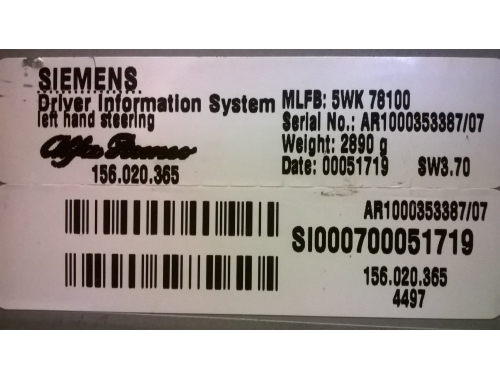 SIEMENS
Driver Information System
left hand steering
Alfa Romeo
156.020.365
MLFB: 5WK 78100
Serial No.: AR1000353387/07
Weight: 2890 g
Date: 00051719 SW3.70
AR1000353387/07
SI000700051719
156.020.365
4497